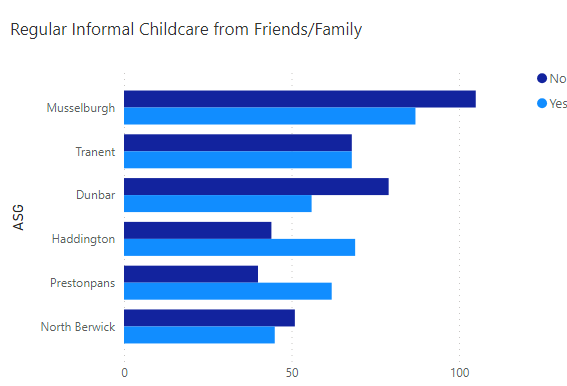 Regular Informal Childcare from Friends/Family
No
Yes
ASG
Musselburgh
Tranent
Dunbar
Haddington
Prestonpans
North Berwick
0
50
100